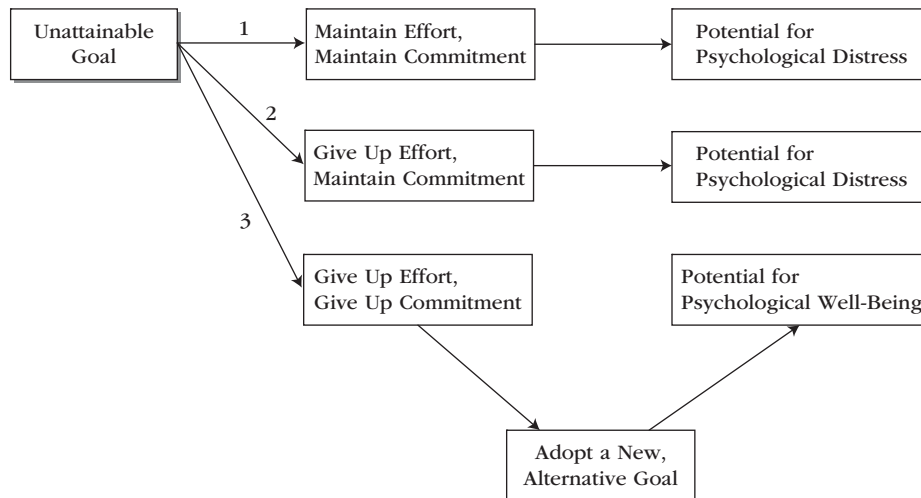 Unattainable
Goal
1
Maintain Effort,
Maintain Commitment
Potential for
Psychological Distress
2
Give Up Effort,
Maintain Commitment
Potential for
Psychological Distress
3
Give Up Effort,
Give Up Commitment
Potential for
Psychological Well-Being
Adopt a New,
Alternative Goal